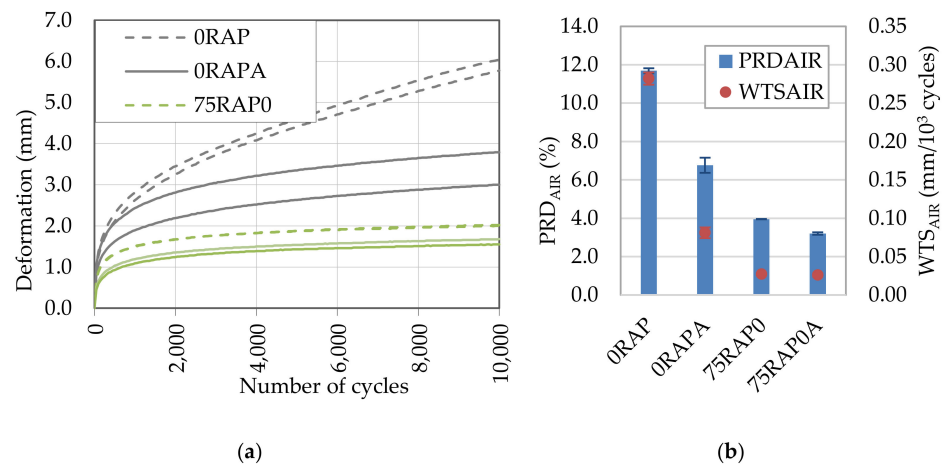 7.0
6.0
5.0
4.0
3.0
2.0
1.0
0.0
Deformation (mm)
0RAP
0RAPA
75RAP0
0
2,000
4,000
6,000
8,000
10,000
Number of cycles
(a)
14.0
12.0
10.0
8.0
6.0
4.0
2.0
0.0
PRD_AIR (%)
PRDAIR
WTSAIR
0.35
0.30
0.25
0.20
0.15
0.10
0.05
0.00
WTS_AIR (mm/10³ cycles)
0RAP
0RAPA
75RAP0
75RAP0A
(b)